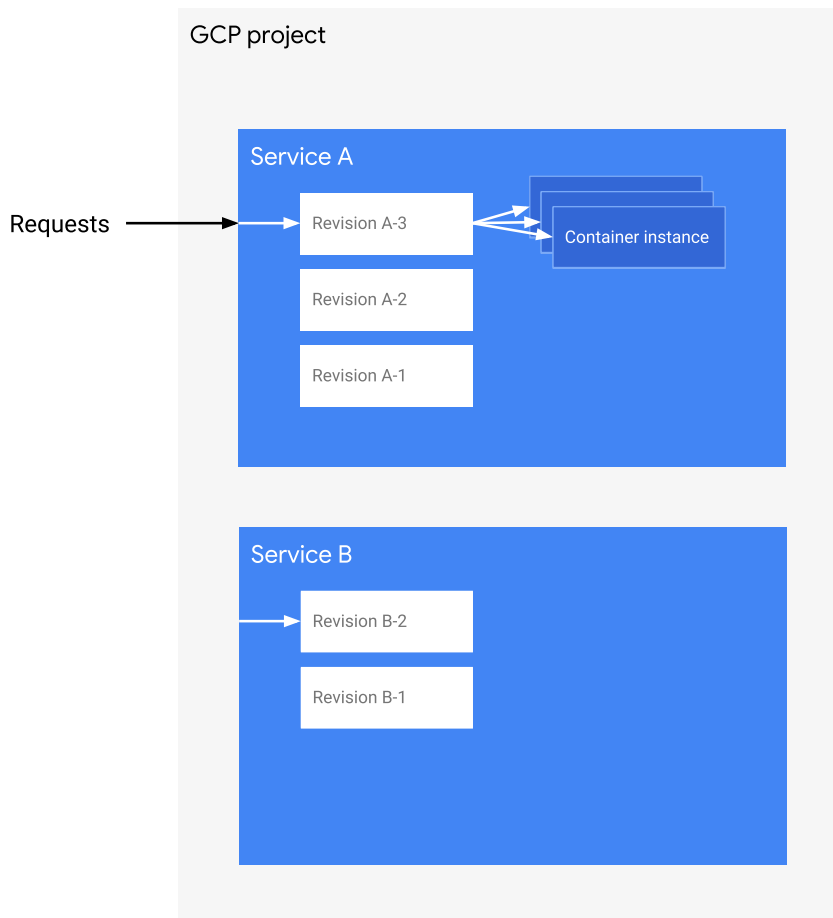 GCP project
Service A
Requests
Revision A-3
Container instance
Revision A-2
Revision A-1
Service B
Revision B-2
Revision B-1